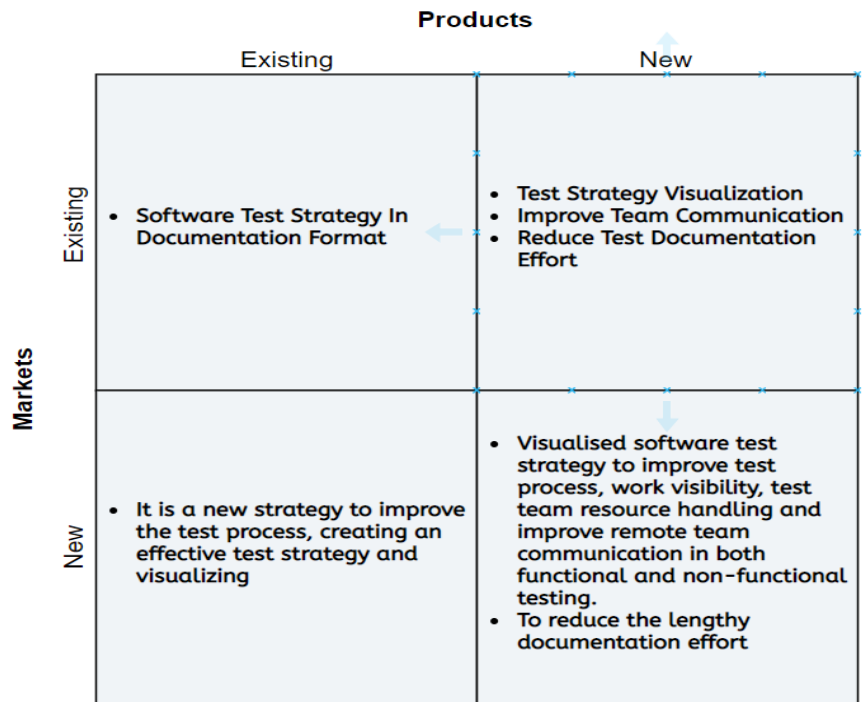 Products
Existing
New
Existing
• Software Test Strategy In
Documentation Format
• Test Strategy Visualization
• Improve Team Communication
• Reduce Test Documentation
Effort
Markets
New
• It is a new strategy to improve
the test process, creating an
effective test strategy and
visualizing
• Visualised software test
strategy to improve test
process, work visibility, test
team resource handling and
improve remote team
communication in both
functional and non-functional
testing.
• To reduce the lengthy
documentation effort